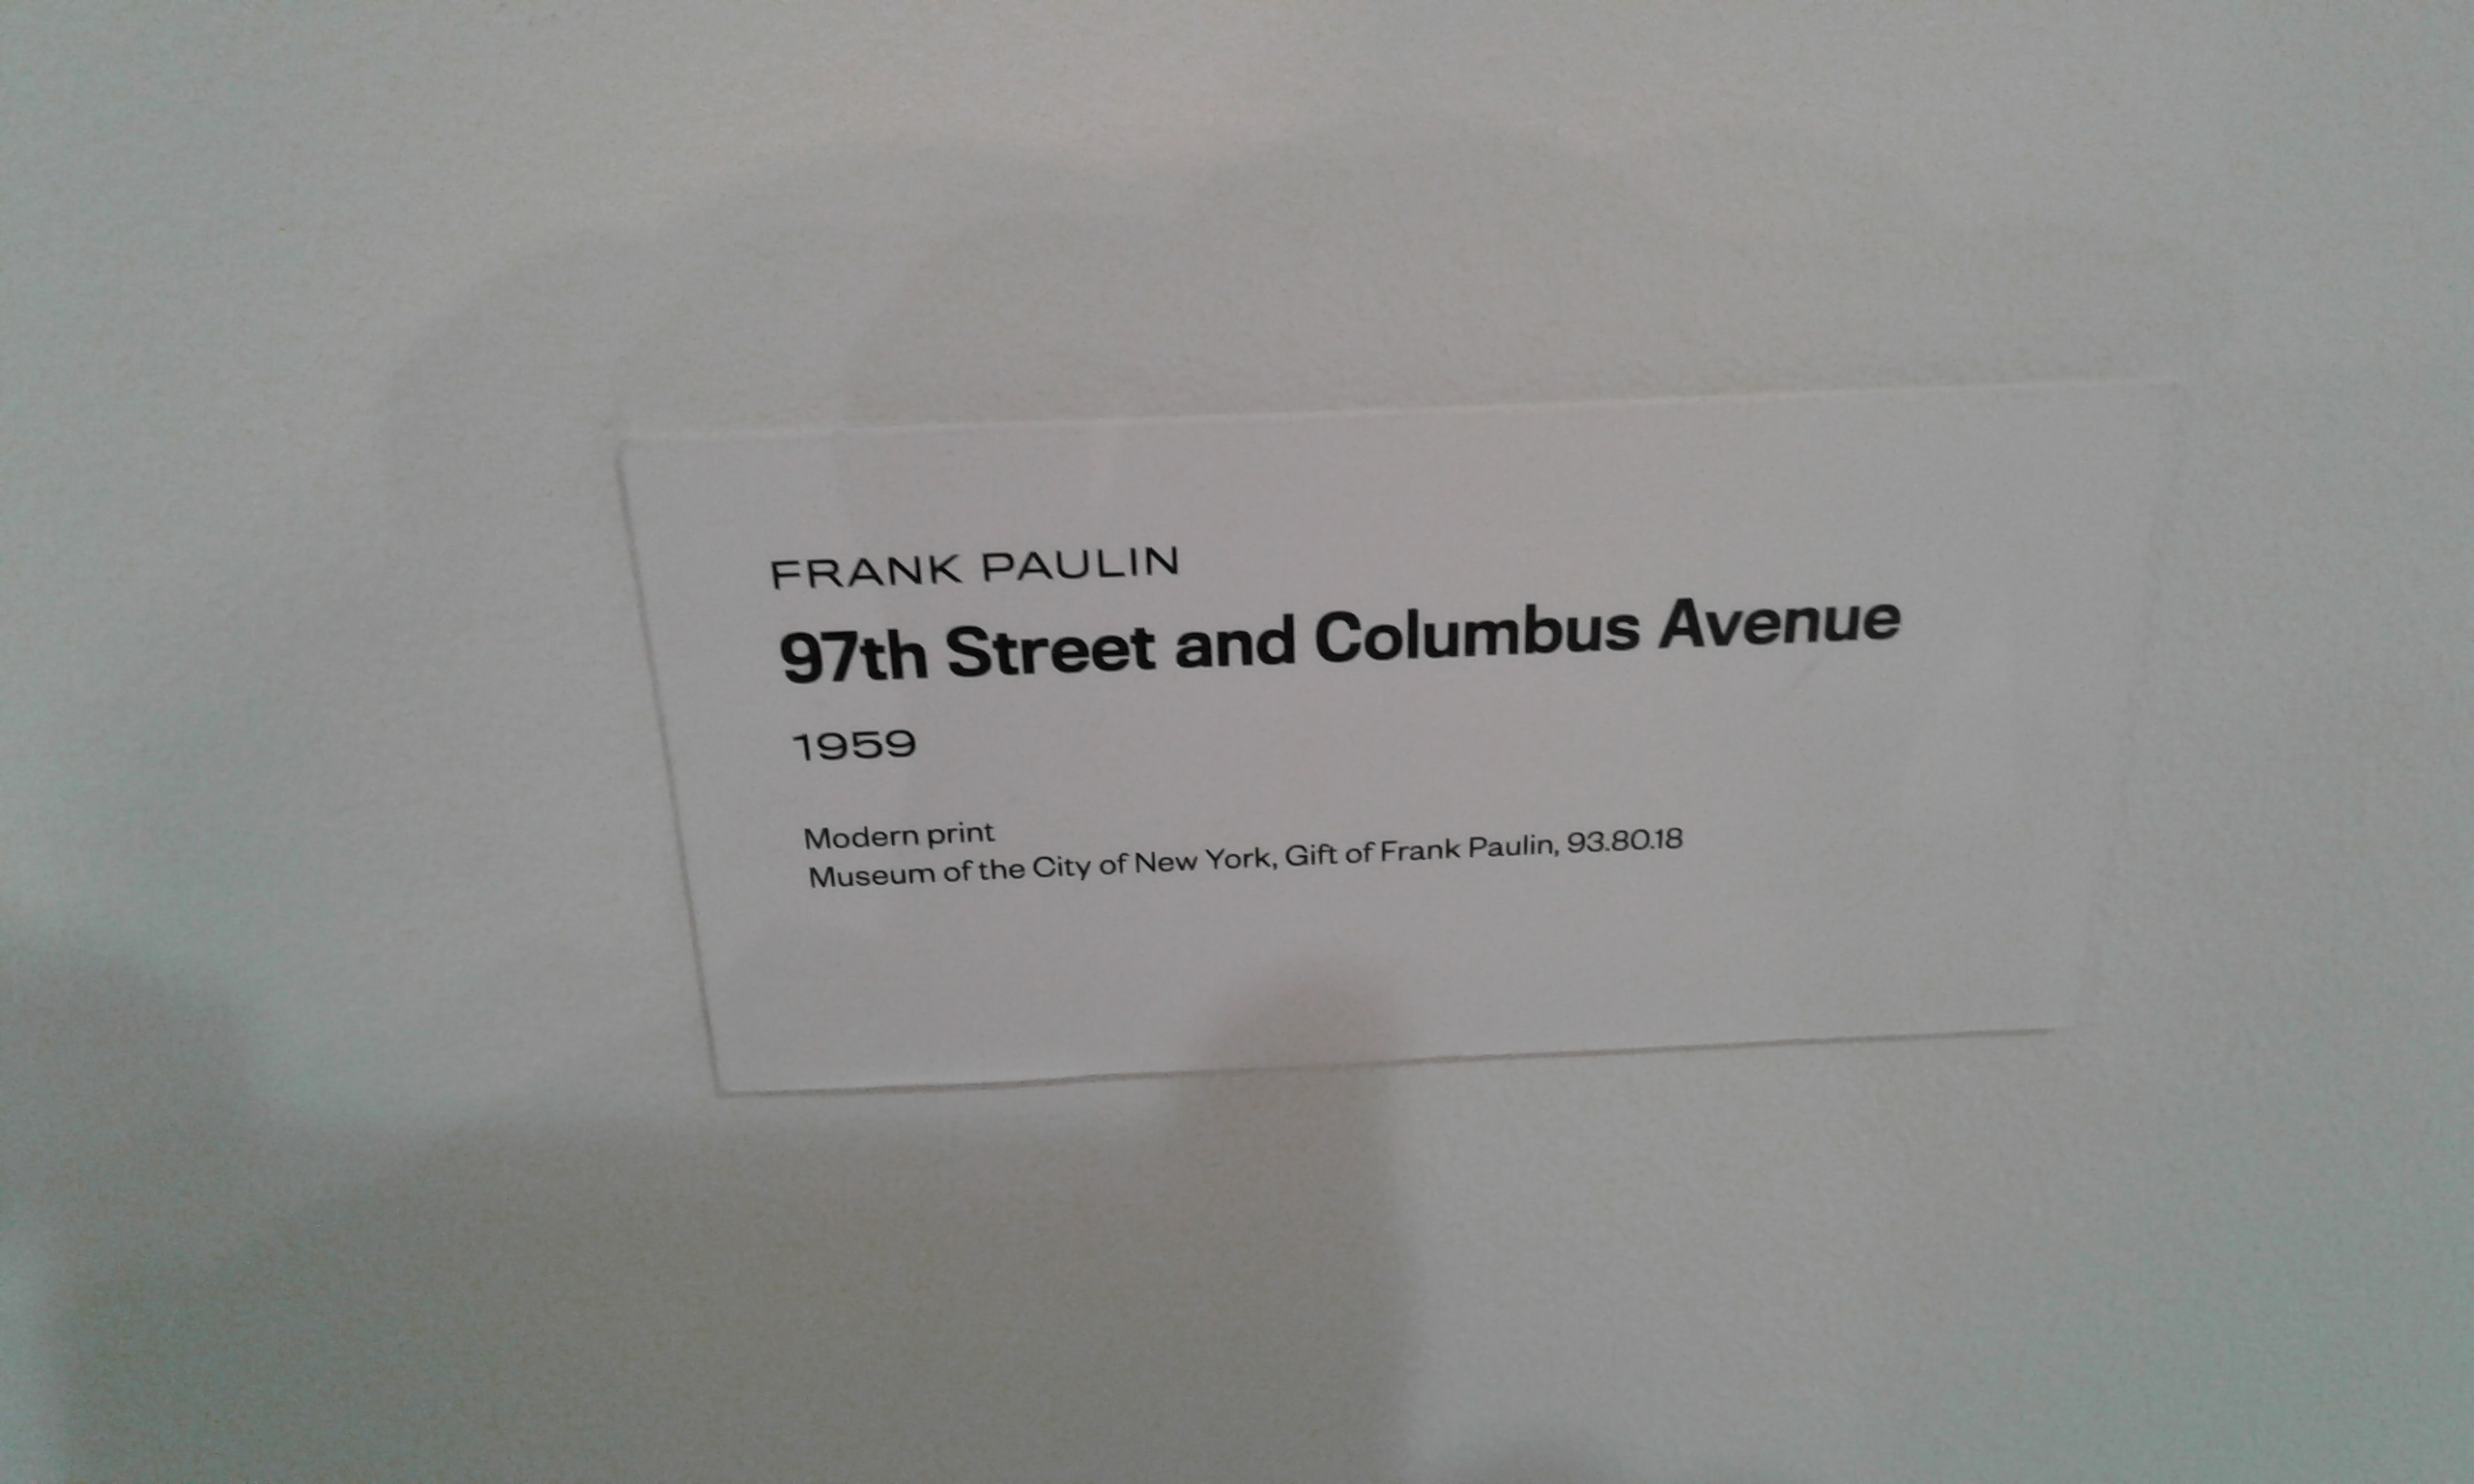 FRANK PAULIN
97th Street and Columbus Avenue
1959
Modern print
Museum of the City of New York, Gift of Frank Paulin, 93.80.18